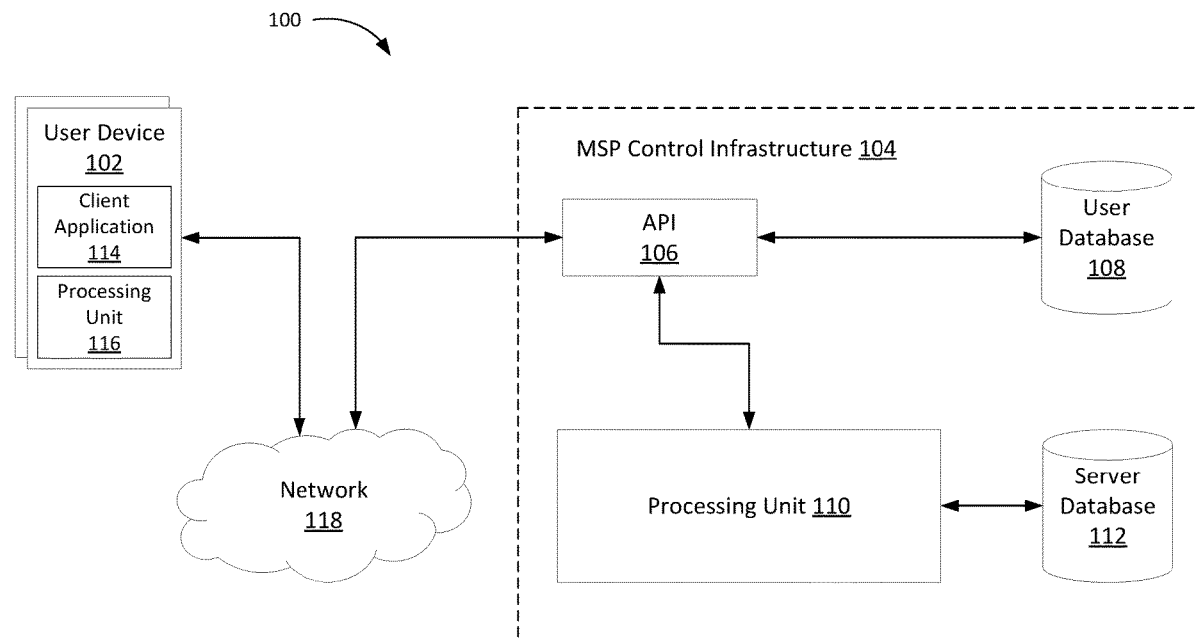 100
User Device
102
Client
Application
114
Processing
Unit
116
MSP Control Infrastructure 104
API
106
User
Database
108
Network
118
Processing Unit 110
Server
Database
112